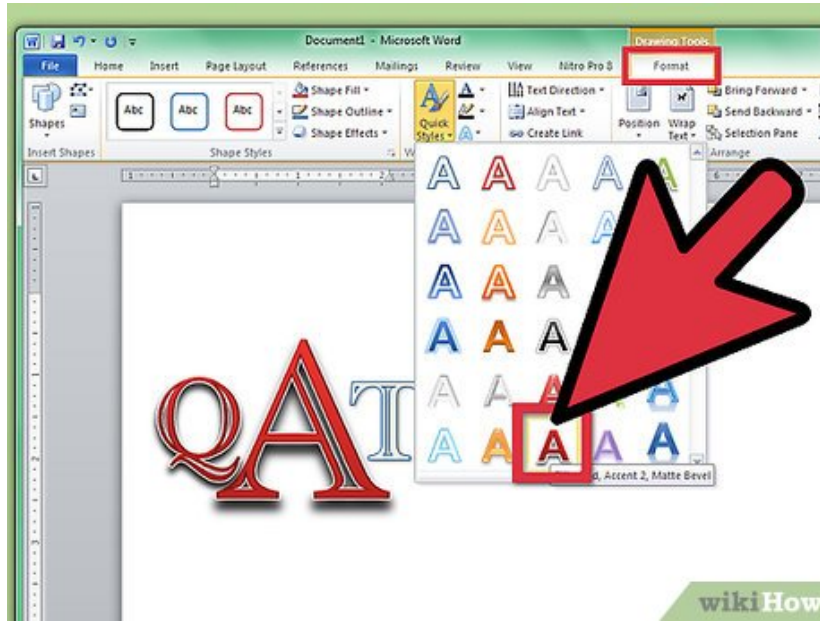 Document1 - Microsoft Word
Drawing Tools
File Home Insert Page Layout References Mailings Review View Nitro Pro 8 Format
Shapes
Abc Abc Abc
Shape Fill
Shape Outline
Shape Effects
Quick Styles
A
Text Direction
Align Text
Create Link
Position
Wrap Text
Bring Forward
Send Backward
Selection Pane
Insert Shapes
Shape Styles
Arrange
A A A A A
A A A A
A A A
A A A
A A A A
A A A A A
d, Accent 2, Matte Bevel
QAT
wikiHow